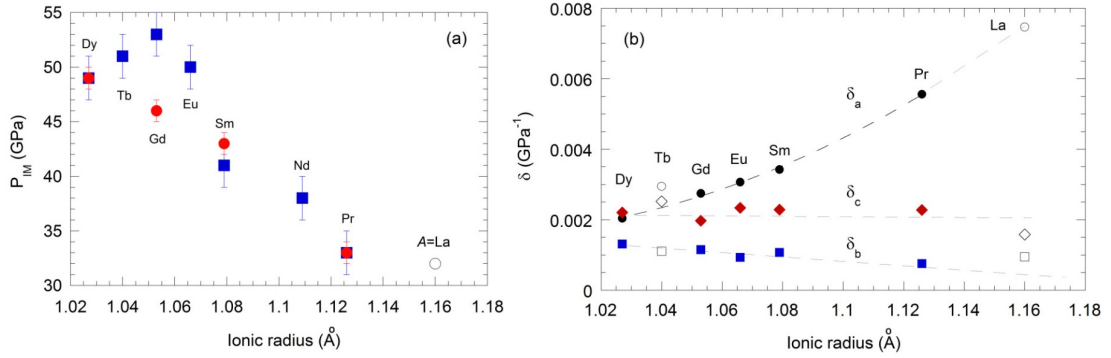 (a)
55
50
45
40
35
30
P_IM (GPa)
Dy
Tb
Gd
Eu
Sm
Nd
Pr
A=La
1.02 1.04 1.06 1.08 1.1 1.12 1.14 1.16 1.18
Ionic radius (Å)
(b)
0.008
0.006
0.004
0.002
0
δ (GPa⁻¹)
La
Pr
δ_a
Sm
Eu
Gd
Tb
Dy
δ_c
δ_b
1.02 1.04 1.06 1.08 1.1 1.12 1.14 1.16 1.18
Ionic radius (Å)